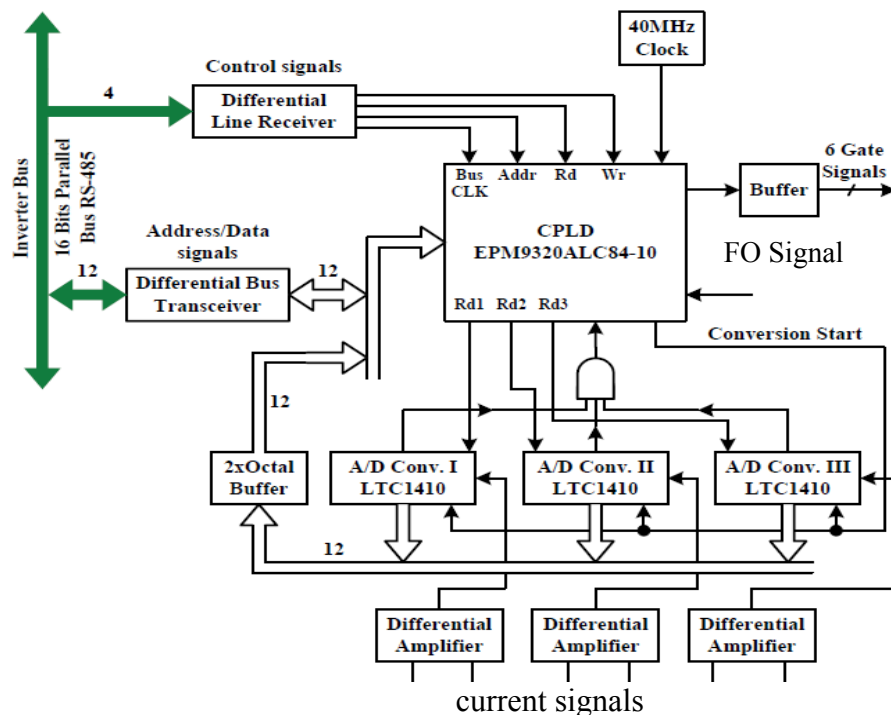 40MHz
Clock
Control signals
4
Differential
Line Receiver
6 Gate
Signals
Bus
CLK
Addr
Rd
Wr
Buffer
Inverter Bus
16 Bits Parallel
Bus RS-485
CPLD
EPM9320ALC84-10
Address/Data
signals
FO Signal
12
Differential Bus
Transceiver
12
Rd1
Rd2
Rd3
Conversion Start
12
2xOctal
Buffer
A/D Conv. I
LTC1410
A/D Conv. II
LTC1410
A/D Conv. III
LTC1410
12
Differential
Amplifier
Differential
Amplifier
Differential
Amplifier
current signals